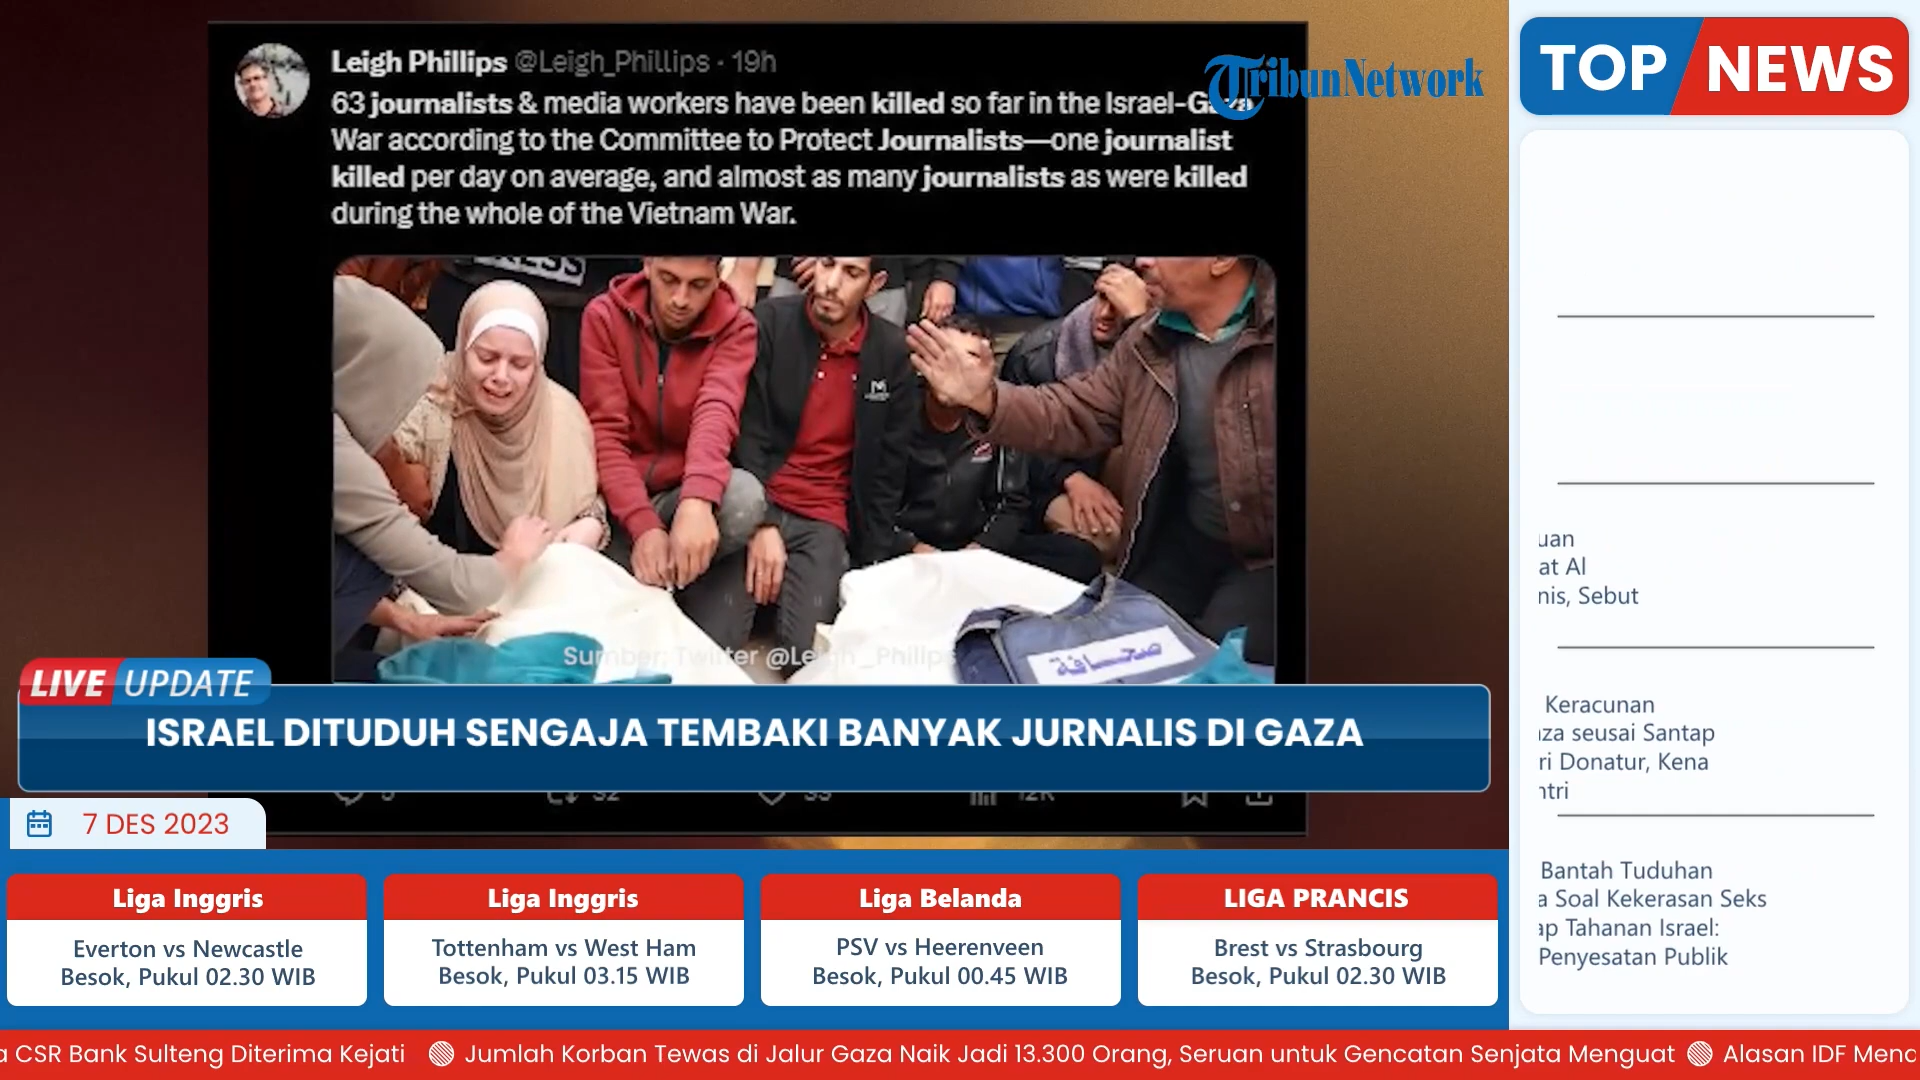 Leigh Phillips @Leigh_Phillips · 19h
63 journalists & media workers have been killed so far in the Israel-Gaza
War according to the Committee to Protect Journalists—one journalist
killed per day on average, and almost as many journalists as were killed
during the whole of the Vietnam War.
TribunNetwork
PRESS
صحافة
Sumber: Twitter @Leigh_Philips
LIVE UPDATE
ISRAEL DITUDUH SENGAJA TEMBAKI BANYAK JURNALIS DI GAZA
7 DES 2023
Liga Inggris
Everton vs Newcastle
Besok, Pukul 02.30 WIB
Liga Inggris
Tottenham vs West Ham
Besok, Pukul 03.15 WIB
Liga Belanda
PSV vs Heerenveen
Besok, Pukul 00.45 WIB
LIGA PRANCIS
Brest vs Strasbourg
Besok, Pukul 02.30 WIB
TOP NEWS
uan
at Al
nis, Sebut
Keracunan
aza seusai Santap
ri Donatur, Kena
ntri
Bantah Tuduhan
a Soal Kekerasan Seks
ap Tahanan Israel:
Penyesatan Publik
a CSR Bank Sulteng Diterima Kejati Jumlah Korban Tewas di Jalur Gaza Naik Jadi 13.300 Orang, Seruan untuk Gencatan Senjata Menguat Alasan IDF Menc